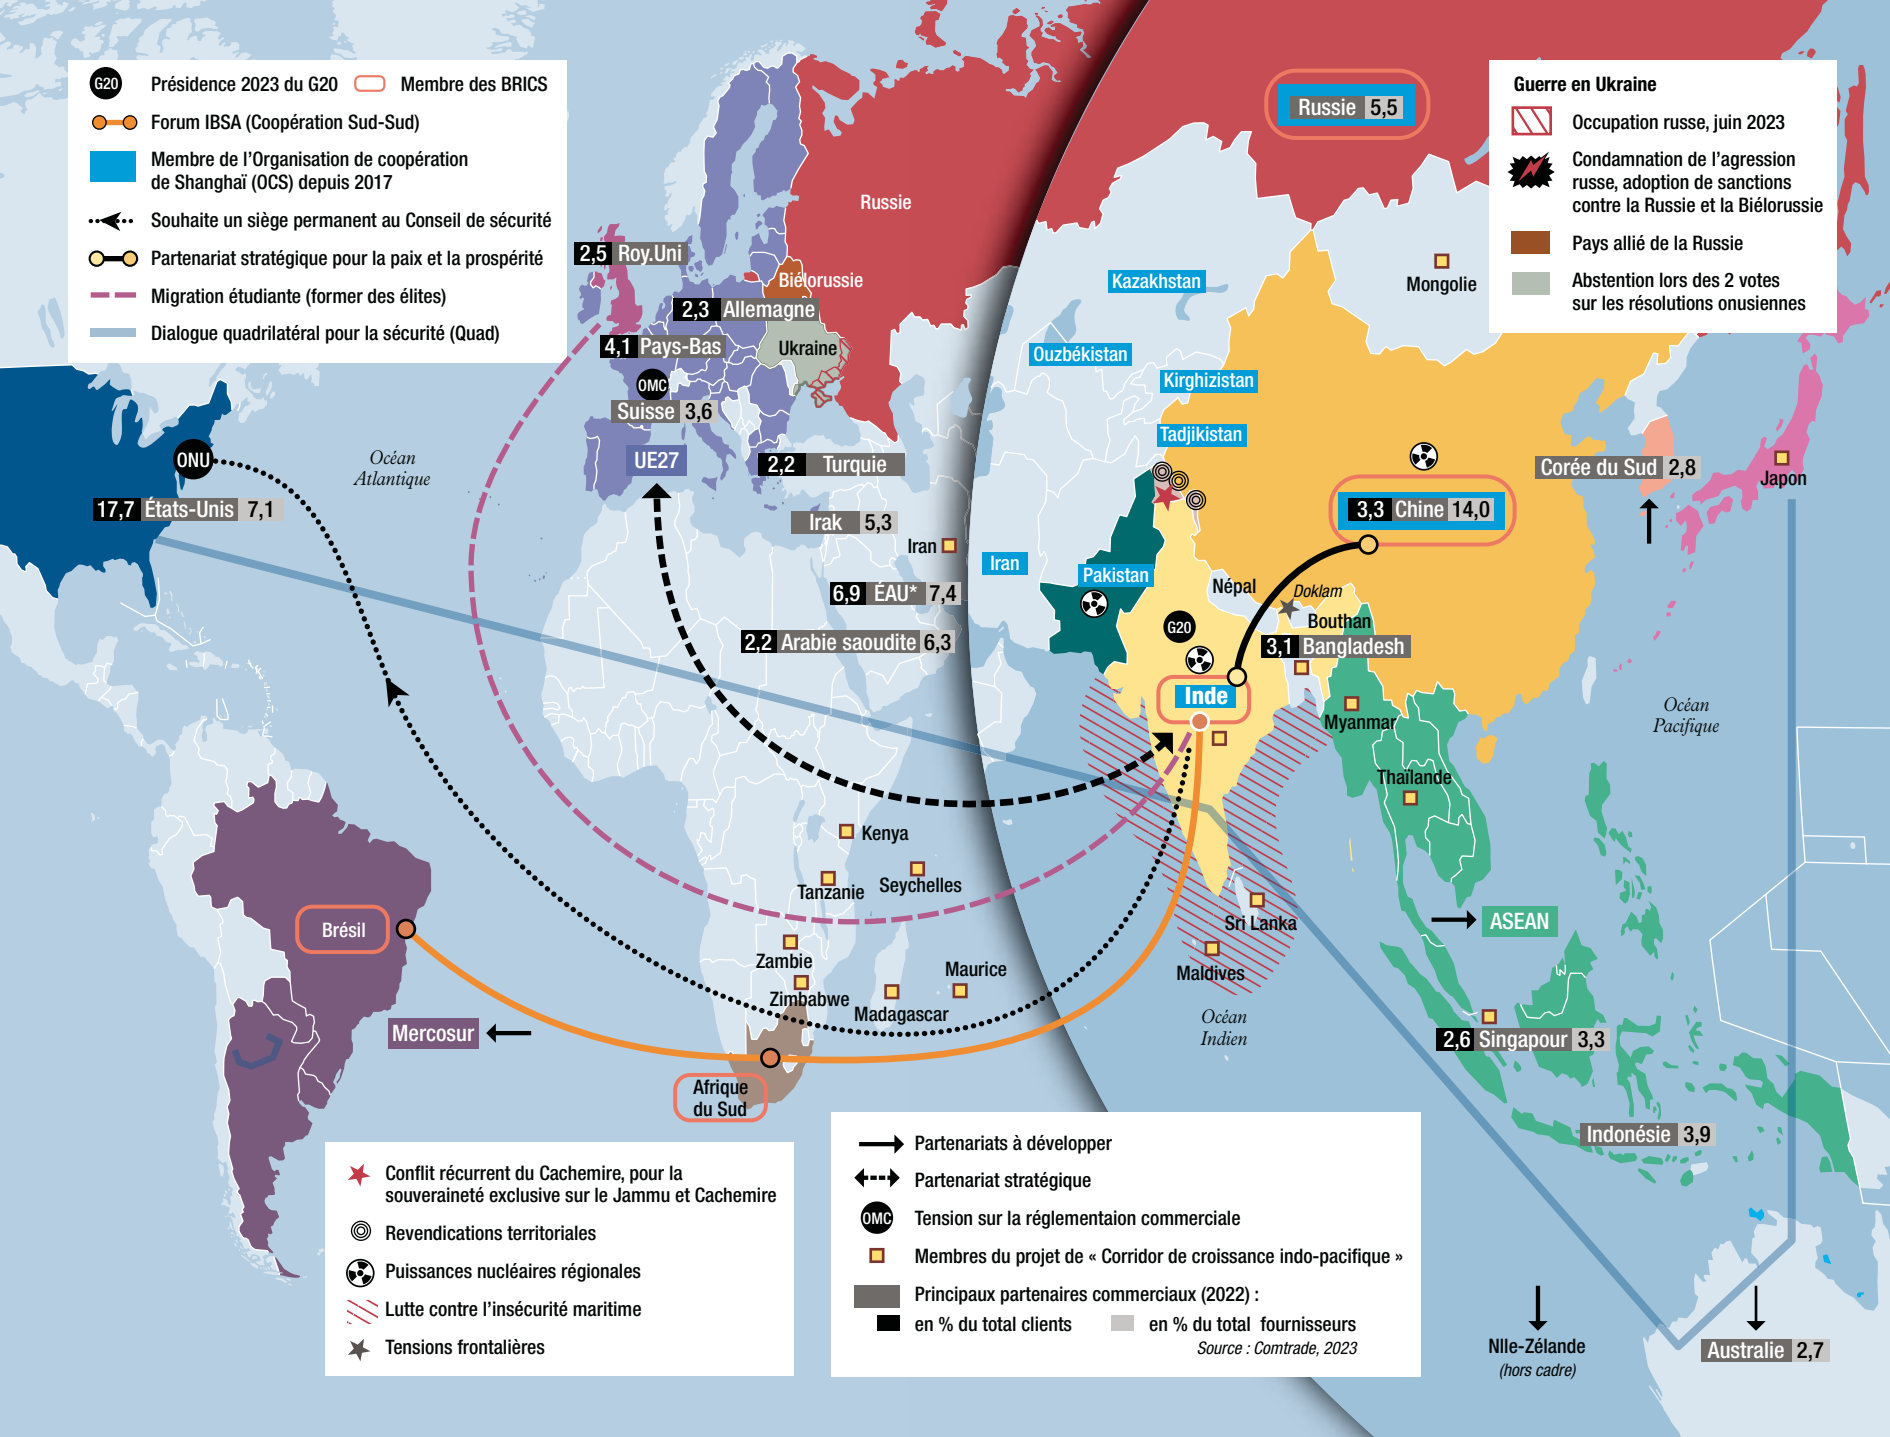 G20 Présidence 2023 du G20 Membre des BRICS
Forum IBSA (Coopération Sud-Sud)
Membre de l'Organisation de coopération
de Shanghaï (OCS) depuis 2017
Souhaite un siège permanent au Conseil de sécurité
Partenariat stratégique pour la paix et la prospérité
Migration étudiante (former des élites)
Dialogue quadrilatéral pour la sécurité (Quad)
Guerre en Ukraine
Occupation russe, juin 2023
Condamnation de l'agression
russe, adoption de sanctions
contre la Russie et la Biélorussie
Pays allié de la Russie
Abstention lors des 2 votes
sur les résolutions onusiennes
Russie 5,5
Russie
2,5 Roy.Uni
Biélorussie
2,3 Allemagne
4,1 Pays-Bas
Ukraine
OMC
Suisse 3,6
UE27
2,2 Turquie
Irak 5,3
Iran
6,9 ÉAU* 7,4
2,2 Arabie saoudite 6,3
ONU
17,7 États-Unis 7,1
Océan
Atlantique
Kazakhstan
Mongolie
Ouzbékistan
Kirghizistan
Tadjikistan
Iran
Pakistan
Népal
Doklam
Bouthan
G20
3,1 Bangladesh
Inde
3,3 Chine 14,0
Corée du Sud 2,8
Japon
Océan
Pacifique
Myanmar
Thaïlande
ASEAN
Sri Lanka
Maldives
Océan
Indien
2,6 Singapour 3,3
Indonésie 3,9
Kenya
Tanzanie
Seychelles
Zambie
Zimbabwe
Maurice
Madagascar
Brésil
Mercosur
Afrique
du Sud
Nlle-Zélande
(hors cadre)
Australie 2,7
Conflit récurrent du Cachemire, pour la
souveraineté exclusive sur le Jammu et Cachemire
Revendications territoriales
Puissances nucléaires régionales
Lutte contre l'insécurité maritime
Tensions frontalières
Partenariats à développer
Partenariat stratégique
OMC Tension sur la réglementaion commerciale
Membres du projet de « Corridor de croissance indo-pacifique »
Principaux partenaires commerciaux (2022) :
en % du total clients en % du total fournisseurs
Source : Comtrade, 2023